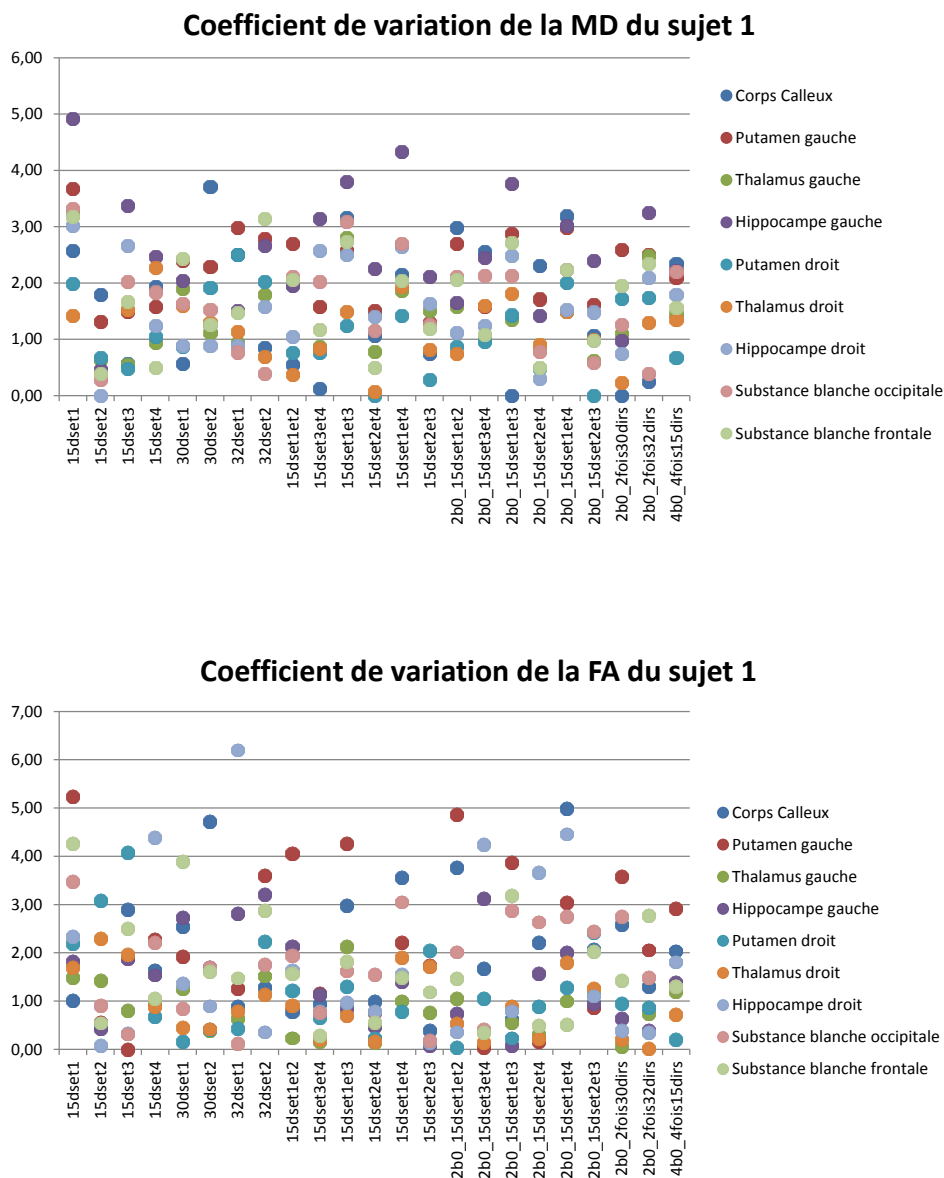 Coefficient de variation de la MD du sujet 1
6,00
5,00
4,00
3,00
2,00
1,00
0,00
15dset1
15dset2
15dset3
15dset4
30dset1
30dset2
32dset1
32dset2
15dset1et2
15dset3et4
15dset1et3
15dset2et4
15dset1et4
15dset2et3
2b0_15dset1et2
2b0_15dset3et4
2b0_15dset1et3
2b0_15dset2et4
2b0_15dset1et4
2b0_15dset2et3
2b0_2fois30dirs
2b0_2fois32dirs
4b0_4fois15dirs
Corps Calleux
Putamen gauche
Thalamus gauche
Hippocampe gauche
Putamen droit
Thalamus droit
Hippocampe droit
Substance blanche occipitale
Substance blanche frontale
Coefficient de variation de la FA du sujet 1
7,00
6,00
5,00
4,00
3,00
2,00
1,00
0,00
15dset1
15dset2
15dset3
15dset4
30dset1
30dset2
32dset1
32dset2
15dset1et2
15dset3et4
15dset1et3
15dset2et4
15dset1et4
15dset2et3
2b0_15dset1et2
2b0_15dset3et4
2b0_15dset1et3
2b0_15dset2et4
2b0_15dset1et4
2b0_15dset2et3
2b0_2fois30dirs
2b0_2fois32dirs
4b0_4fois15dirs
Corps Calleux
Putamen gauche
Thalamus gauche
Hippocampe gauche
Putamen droit
Thalamus droit
Hippocampe droit
Substance blanche occipitale
Substance blanche frontale